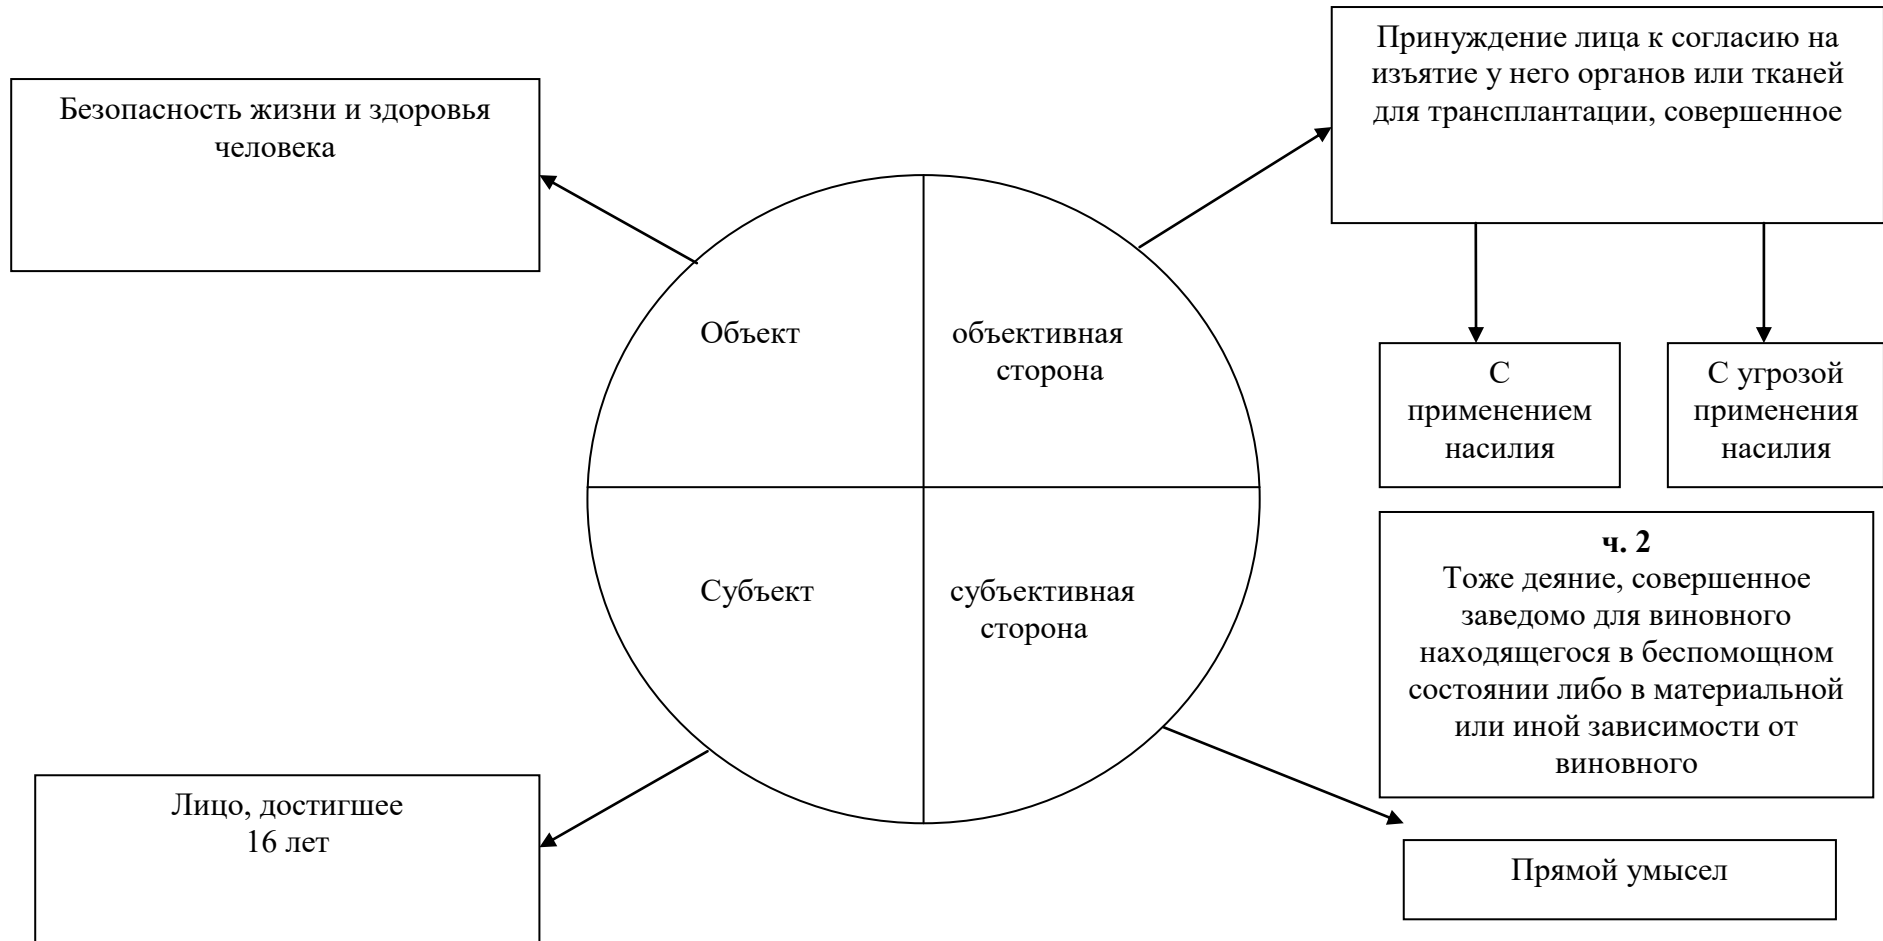 Принуждение лица к согласию на
изъятие у него органов или тканей
для трансплантации, совершенное
Безопасность жизни и здоровья
человека
Объект
объективная
сторона
С
применением
насилия
С угрозой
применения
насилия
ч. 2
Тоже деяние, совершенное
заведомо для виновного
находящегося в беспомощном
состоянии либо в материальной
или иной зависимости от
виновного
Субъект
субъективная
сторона
Лицо, достигшее
16 лет
Прямой умысел